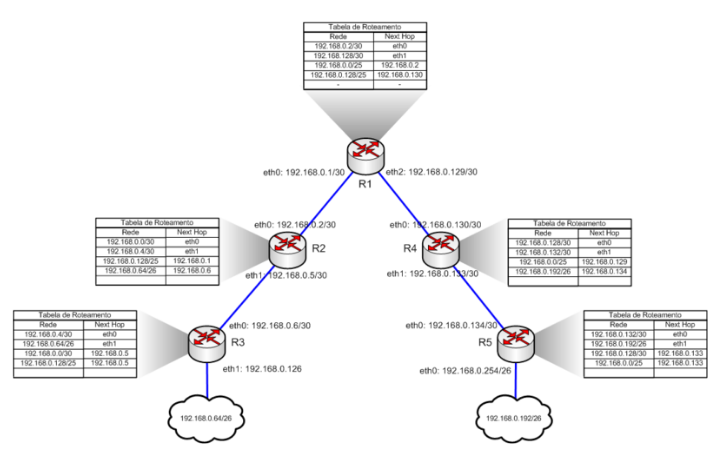 Tabela de Roteamento
Rede Next Hop
192.168.0.2/30 eth0
192.168.128/30 eth1
192.168.0.0/25 192.168.0.2
192.168.0.128/25 192.168.0.130
- -
eth0: 192.168.0.1/30
eth2: 192.168.0.129/30
R1
Tabela de Roteamento
Rede Next Hop
192.168.0.0/30 eth0
192.168.0.4/30 eth1
192.168.0.128/25 192.168.0.1
192.168.0.64/26 192.168.0.6
eth0: 192.168.0.2/30
R2
eth1: 192.168.0.5/30
eth0: 192.168.0.130/30
R4
eth1: 192.168.0.133/30
Tabela de Roteamento
Rede Next Hop
192.168.0.128/30 eth0
192.168.0.132/30 eth1
192.168.0.0/25 192.168.0.129
192.168.0.192/26 192.168.0.134
Tabela de Roteamento
Rede Next Hop
192.168.0.4/30 eth0
192.168.0.64/26 eth1
192.168.0.0/30 192.168.0.5
192.168.0.128/25 192.168.0.5
eth0: 192.168.0.6/30
R3
eth1: 192.168.0.126
eth0: 192.168.0.134/30
R5
eth0: 192.168.0.254/26
Tabela de Roteamento
Rede Next Hop
192.168.0.132/30 eth0
192.168.0.192/26 eth1
192.168.0.128/30 192.168.0.133
192.168.0.0/25 192.168.0.133
192.168.0.64/26
192.168.0.192/26